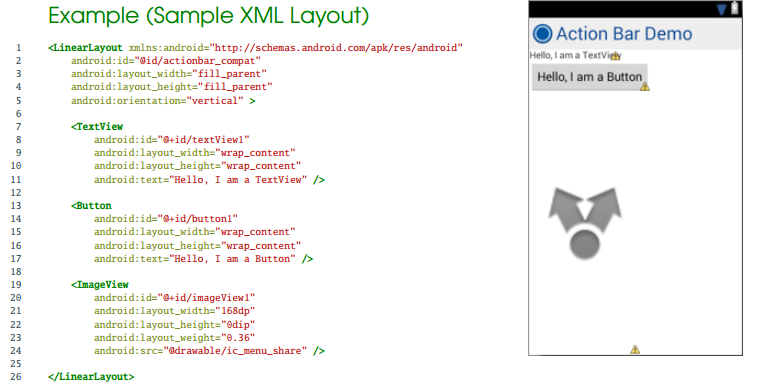 Example (Sample XML Layout)
1 <LinearLayout xmlns:android="http://schemas.android.com/apk/res/android"
2 android:id="@id/actionbar_compat"
3 android:layout_width="fill_parent"
4 android:layout_height="fill_parent"
5 android:orientation="vertical" >
6
7 <TextView
8 android:id="@+id/textView1"
9 android:layout_width="wrap_content"
10 android:layout_height="wrap_content"
11 android:text="Hello, I am a TextView" />
12
13 <Button
14 android:id="@+id/button1"
15 android:layout_width="wrap_content"
16 android:layout_height="wrap_content"
17 android:text="Hello, I am a Button" />
18
19 <ImageView
20 android:id="@+id/imageView1"
21 android:layout_width="168dp"
22 android:layout_height="0dip"
23 android:layout_weight="0.36"
24 android:src="@drawable/ic_menu_share" />
25
26 </LinearLayout>
Action Bar Demo
Hello, I am a TextView
Hello, I am a Button